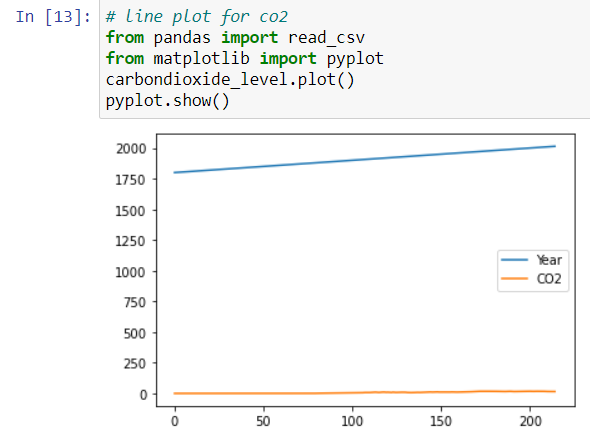 In [13]: # line plot for co2
from pandas import read_csv
from matplotlib import pyplot
carbondioxide_level.plot()
pyplot.show()
2000
1750
1500
1250
1000
750
500
250
0
Year
CO2
0 50 100 150 200